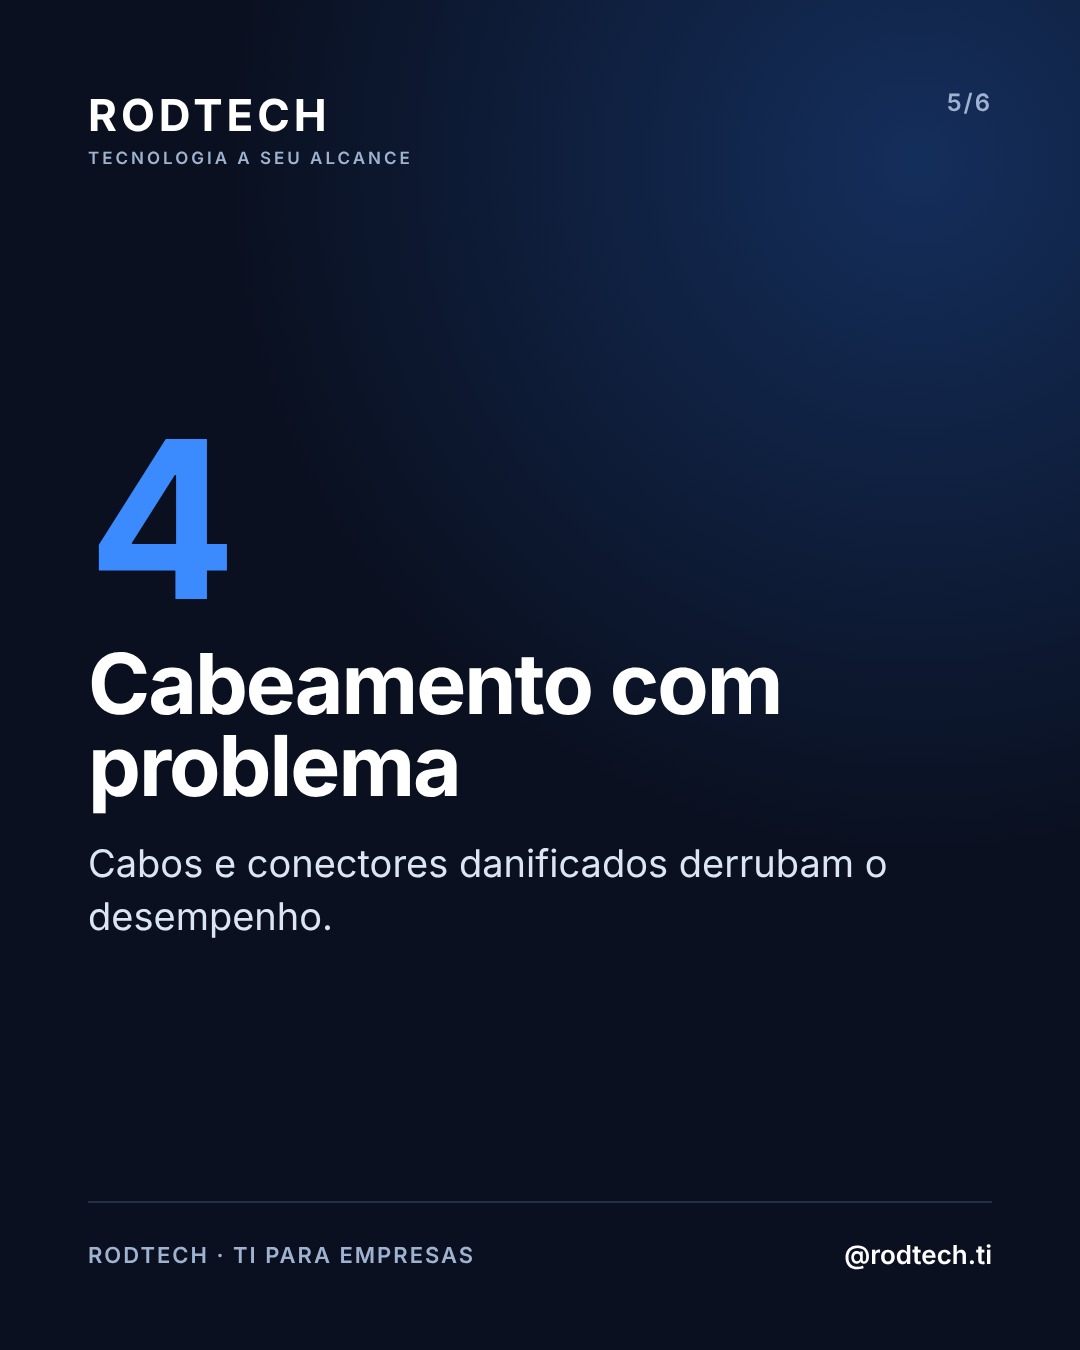 RODTECH
TECNOLOGIA A SEU ALCANCE
5/6
4
Cabeamento com
problema
Cabos e conectores danificados derrubam o
desempenho.
RODTECH · TI PARA EMPRESAS
@rodtech.ti